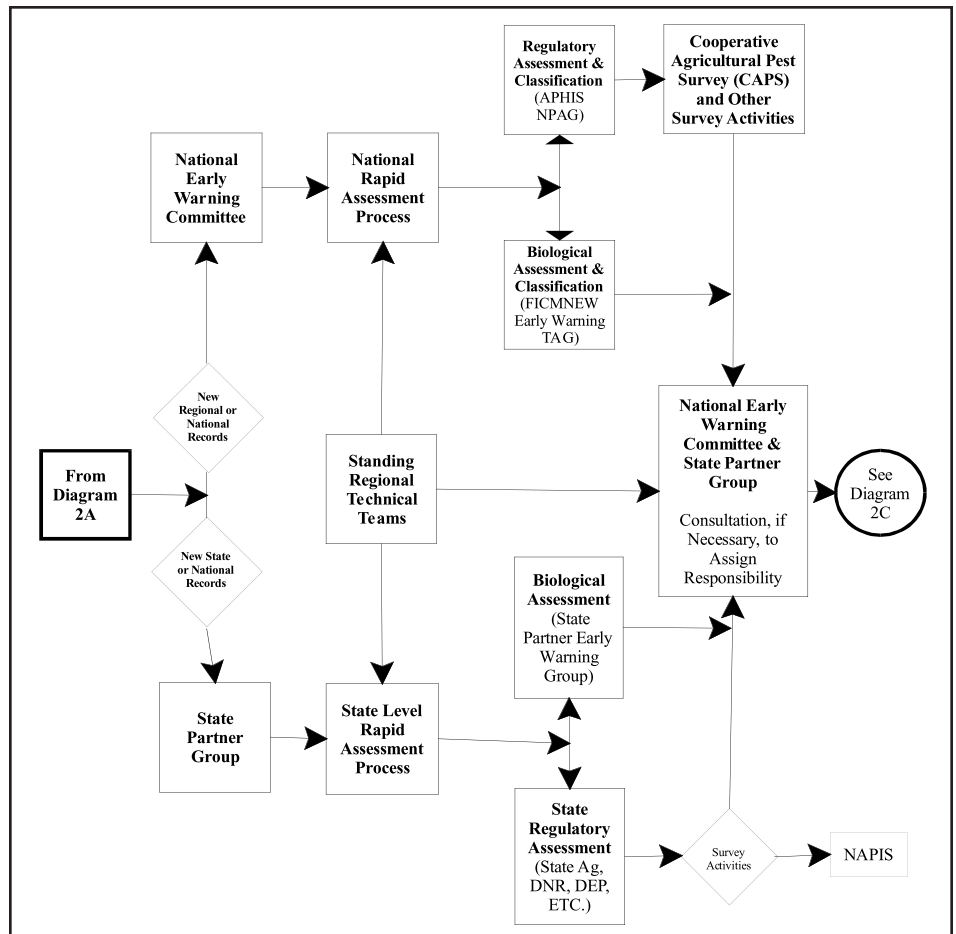 Regulatory
Assessment &
Classification
(APHIS
NPAG)
Cooperative
Agricultural Pest
Survey (CAPS)
and Other
Survey Activities
National
Early
Warning
Committee
National
Rapid
Assessment
Process
Biological
Assessment &
Classification
(FICMNEW
Early Warning
TAG)
New
Regional or
National
Records
From
Diagram
2A
Standing
Regional
Technical
Teams
National Early
Warning
Committee &
State Partner
Group
Consultation, if
Necessary, to
Assign
Responsibility
See
Diagram
2C
New State
or National
Records
Biological
Assessment
(State
Partner Early
Warning
Group)
State
Partner
Group
State Level
Rapid
Assessment
Process
State
Regulatory
Assessment
(State Ag,
DNR, DEP,
ETC.)
Survey
Activities
NAPIS